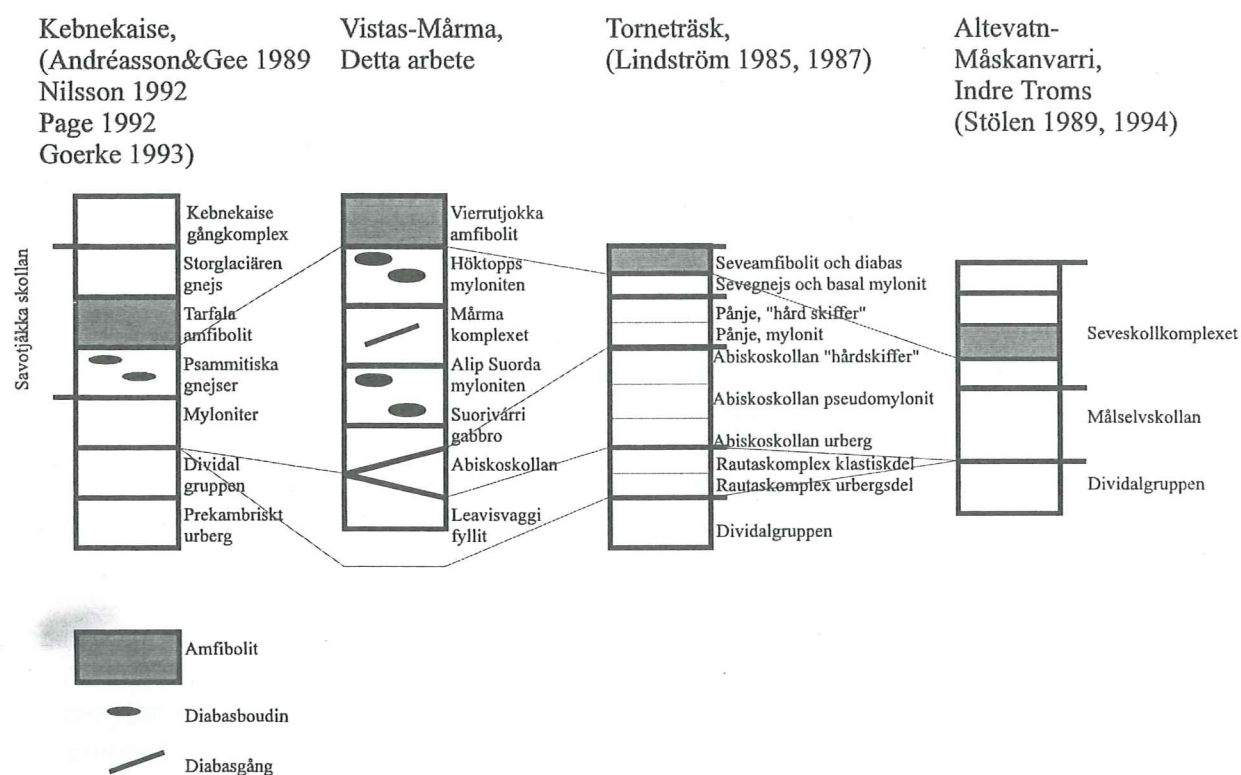 Kebnekaise,
(Andréasson&Gee 1989
Nilsson 1992
Page 1992
Goerke 1993)
Vistas-Mårma,
Detta arbete
Torneträsk,
(Lindström 1985, 1987)
Altevatn-
Måskanvarri,
Indre Troms
(Stölen 1989, 1994)
Savotjåkka skollan
Kebnekaise
gångkomplex
Storglaciären
gnejs
Tarfala
amfibolit
Psammitiska
gnejser
Myloniter
Dividal
gruppen
Prekambriskt
urberg
Vierrutjokka
amfibolit
Höktopps
myloniten
Mårma
komplexet
Alip Suorda
myloniten
Suorivårri
gabbro
Abiskoskollan
Leavisvaggi
fyllit
Seveamfibolit och diabas
Sevegnejs och basal mylonit
Pånje, "hård skiffer"
Pånje, mylonit
Abiskoskollan "hårdskiffer"
Abiskoskollan pseudomylonit
Abiskoskollan urberg
Rautaskomplex klastiskdel
Rautaskomplex urbergsdel
Dividalgruppen
Seveskollkomplexet
Målselvskollan
Dividalgruppen
Amfibolit
Diabasboudin
Diabasgång